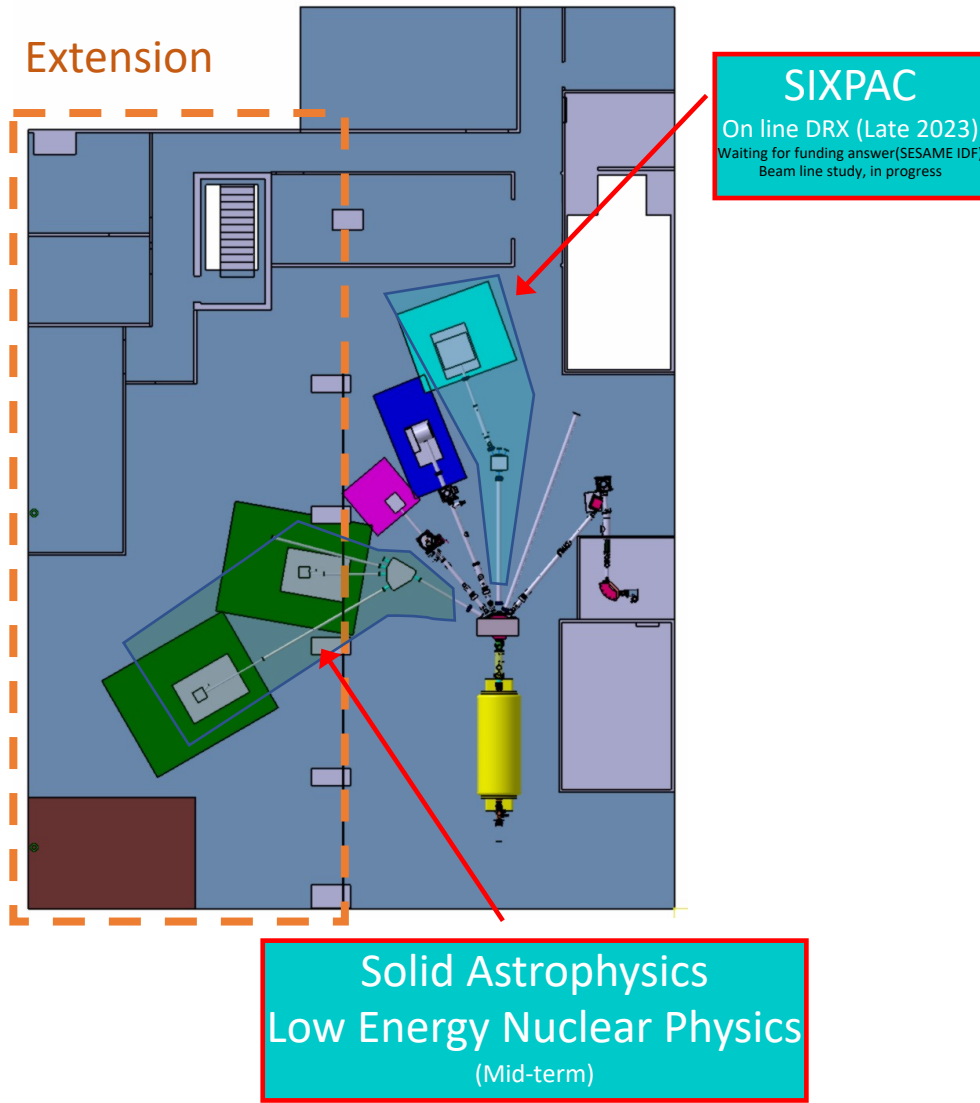 Extension
SIXPAC
On line DRX (Late 2023)
Waiting for funding answer(SESAME IDF)
Beam line study, in progress
Solid Astrophysics
Low Energy Nuclear Physics
(Mid-term)